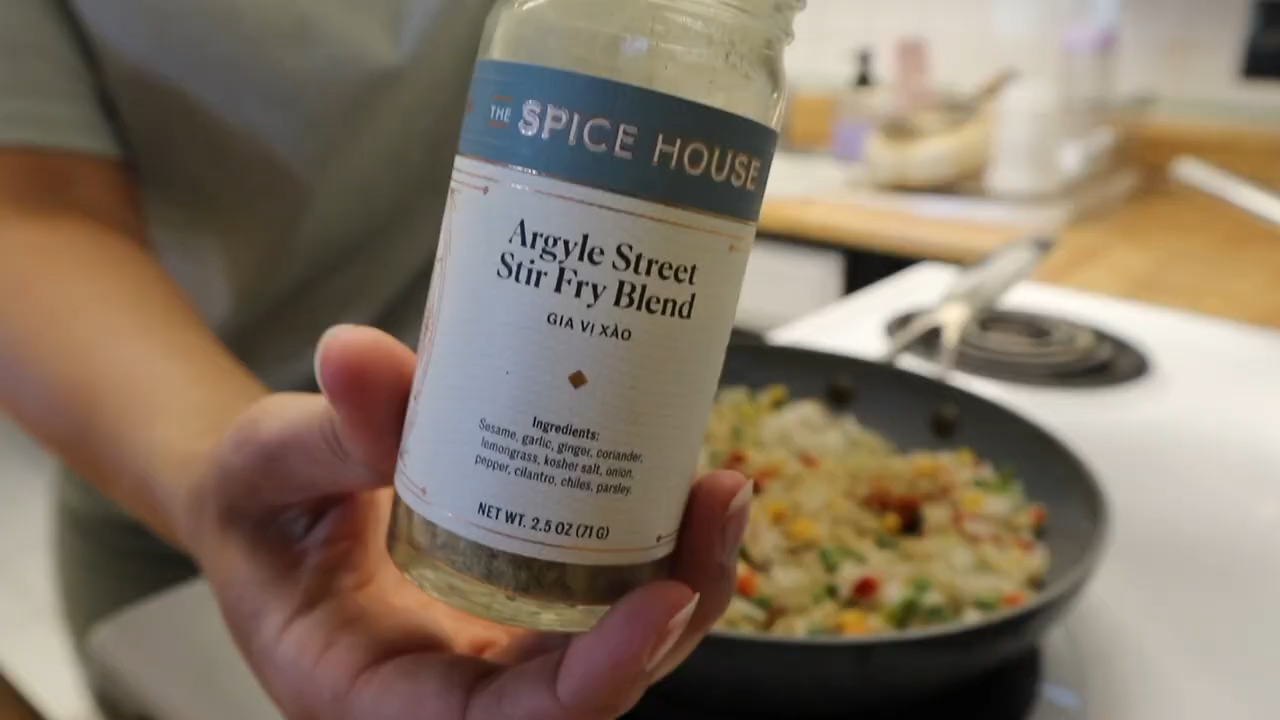 THE SPICE HOUSE
Argyle Street
Stir Fry Blend
GIA VỊ XÀO
Ingredients:
Sesame, garlic, ginger, coriander,
lemongrass, kosher salt, onion,
pepper, cilantro, chiles, parsley.
NET WT. 2.5 OZ (71 G)